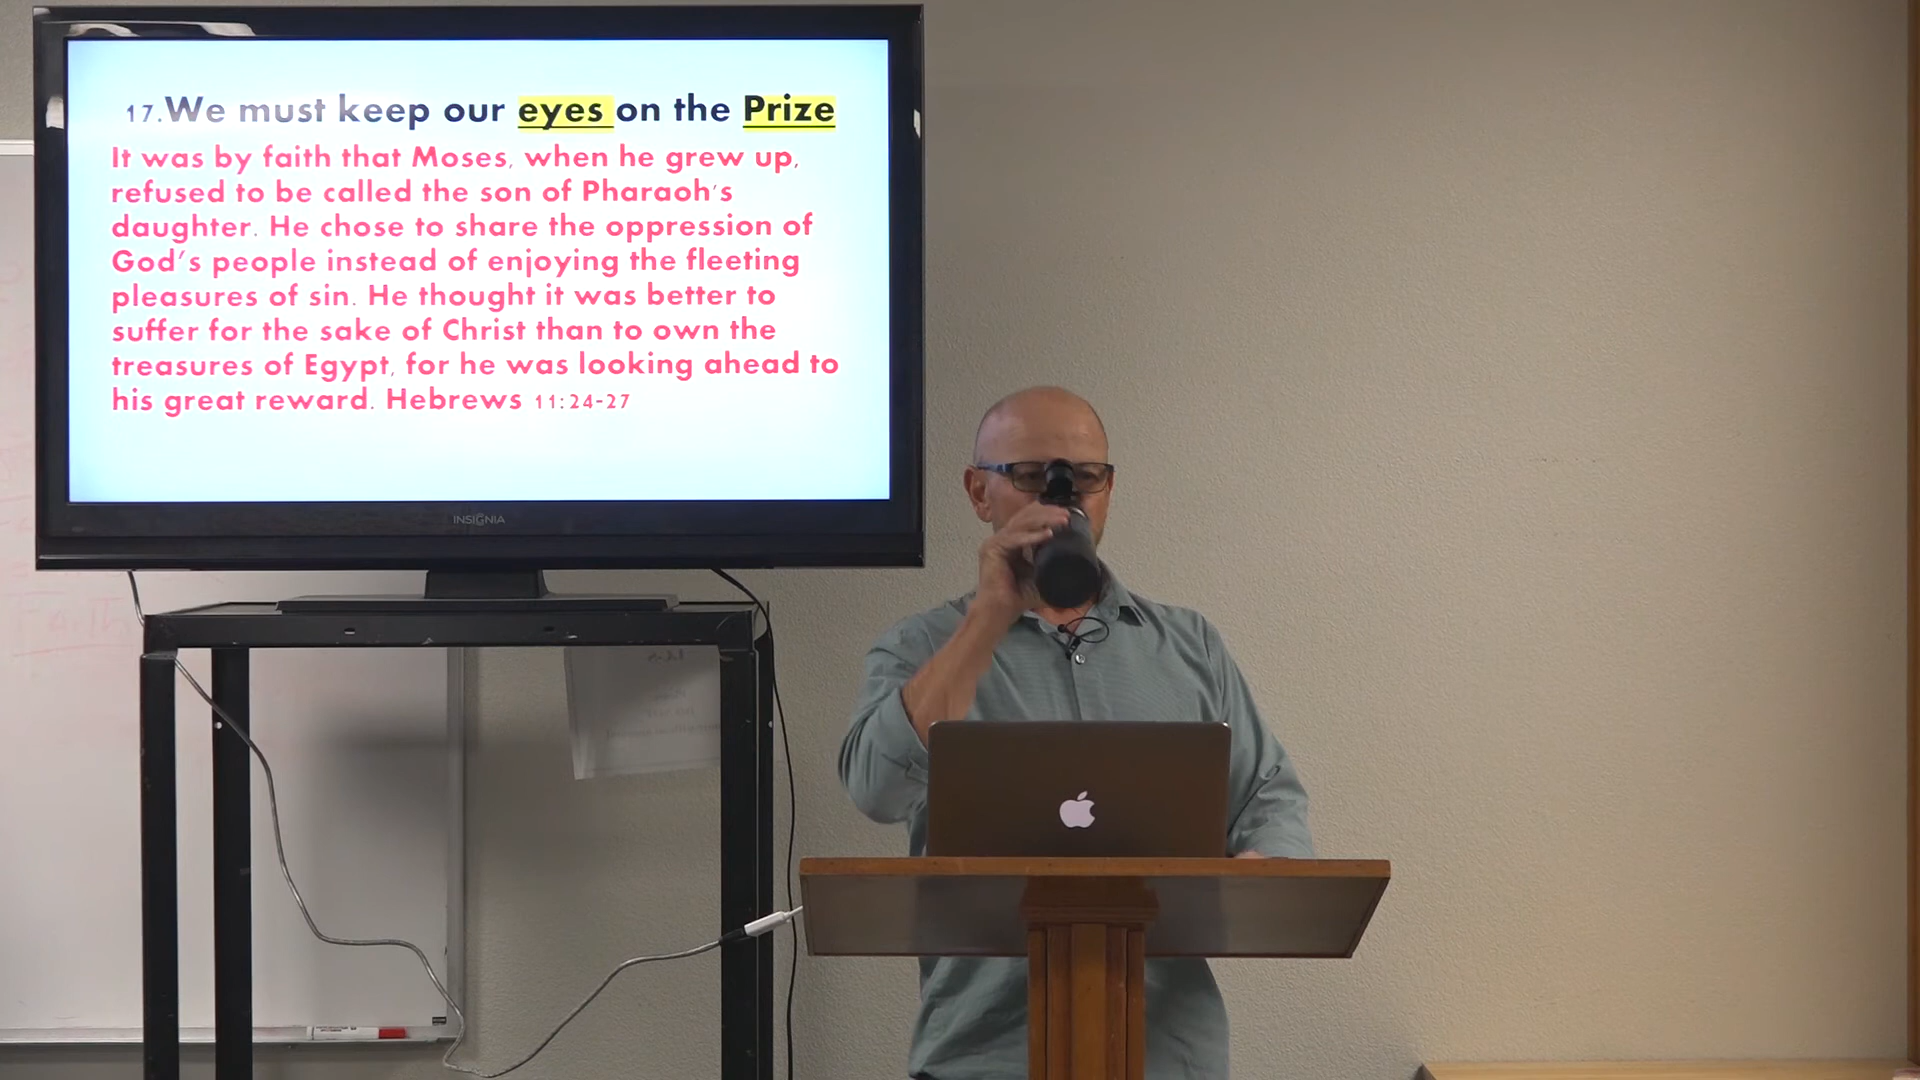 17.We must keep our eyes on the Prize
It was by faith that Moses, when he grew up,
refused to be called the son of Pharaoh's
daughter. He chose to share the oppression of
God's people instead of enjoying the fleeting
pleasures of sin. He thought it was better to
suffer for the sake of Christ than to own the
treasures of Egypt, for he was looking ahead to
his great reward. Hebrews 11:24-27
INSIGNIA